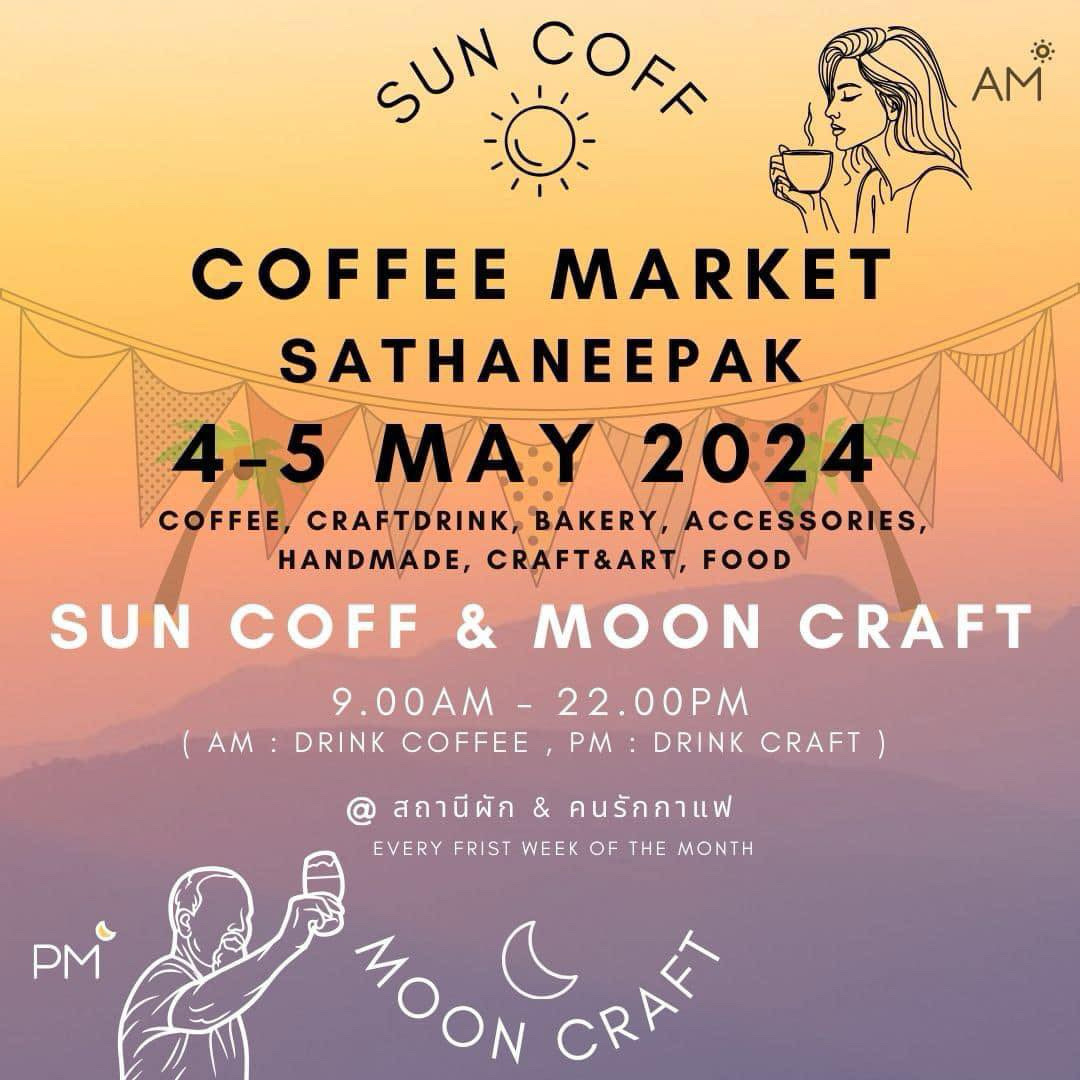 SUN COFF
AM
COFFEE MARKET
SATHANEEPAK
4-5 MAY 2024
COFFEE, CRAFTDRINK, BAKERY, ACCESSORIES,
HANDMADE, CRAFT&ART, FOOD
SUN COFF & MOON CRAFT
9.00AM - 22.00PM
( AM : DRINK COFFEE , PM : DRINK CRAFT )
@ สถานีผัก & คนรักกาแฟ
EVERY FRIST WEEK OF THE MONTH
PM
MOON CRAFT